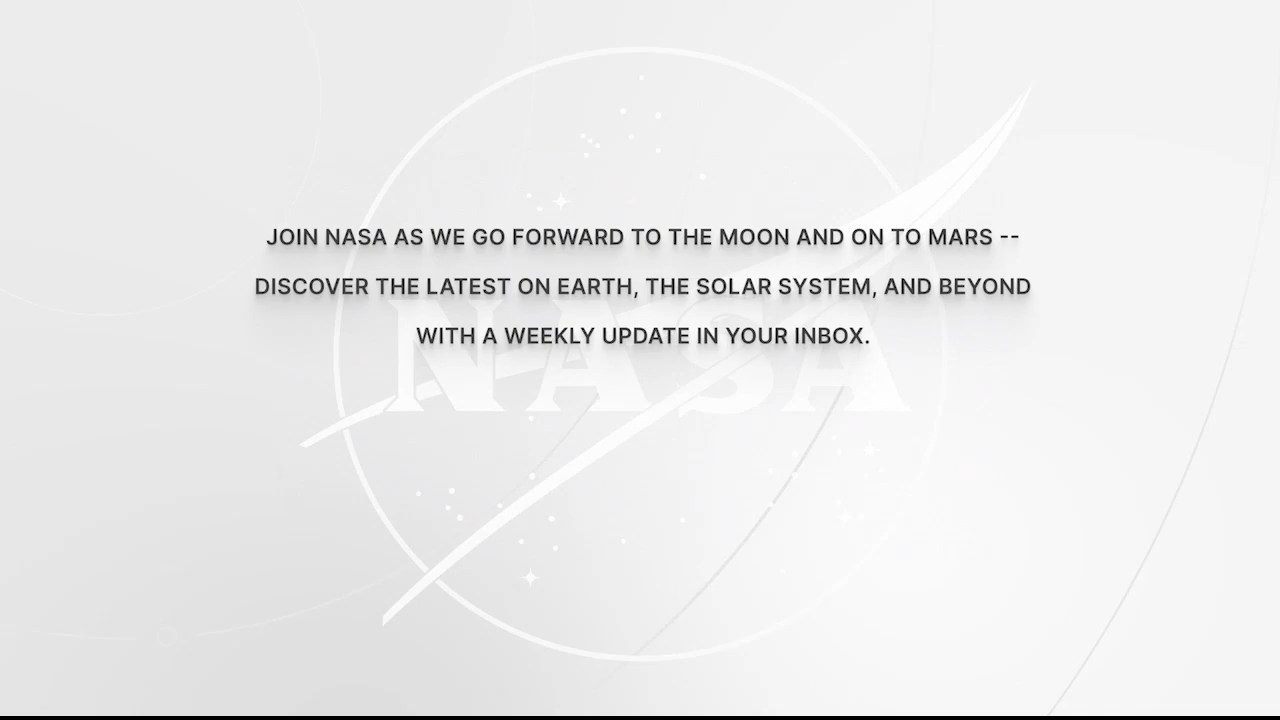 JOIN NASA AS WE GO FORWARD TO THE MOON AND ON TO MARS --
DISCOVER THE LATEST ON EARTH, THE SOLAR SYSTEM, AND BEYOND
WITH A WEEKLY UPDATE IN YOUR INBOX.
NASA